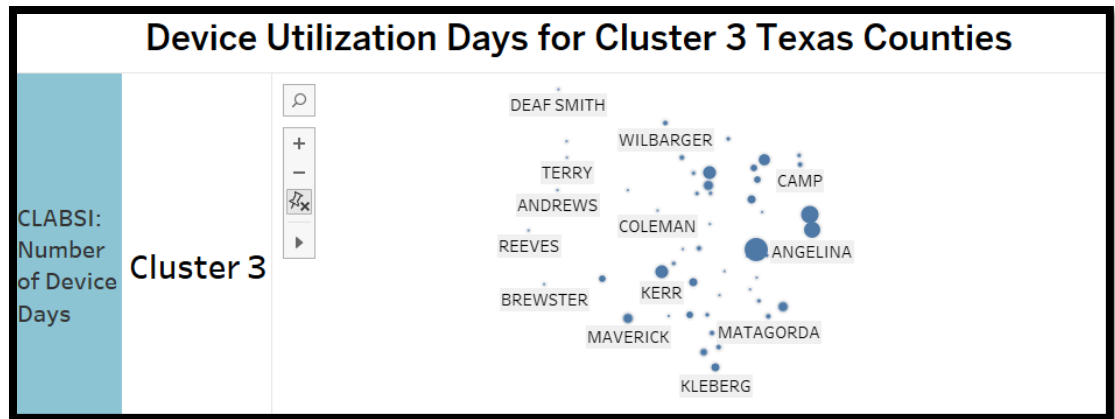 Device Utilization Days for Cluster 3 Texas Counties
CLABSI:
Number
of Device
Days
Cluster 3
DEAF SMITH
WILBARGER
TERRY
CAMP
ANDREWS
COLEMAN
REEVES
ANGELINA
KERR
BREWSTER
MATAGORDA
MAVERICK
KLEBERG